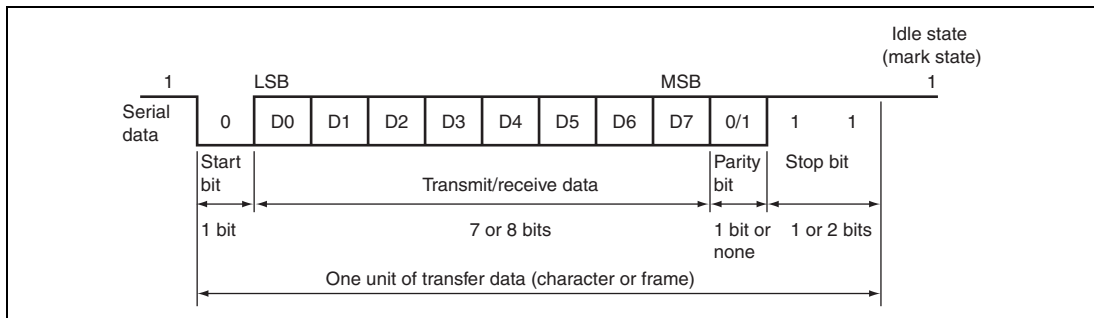 Idle state
(mark state)
1 LSB MSB 1
Serial
data
0 D0 D1 D2 D3 D4 D5 D6 D7 0/1 1 1
Start
bit
Transmit/receive data
Parity
bit
Stop bit
1 bit
7 or 8 bits
1 bit or
none
1 or 2 bits
One unit of transfer data (character or frame)